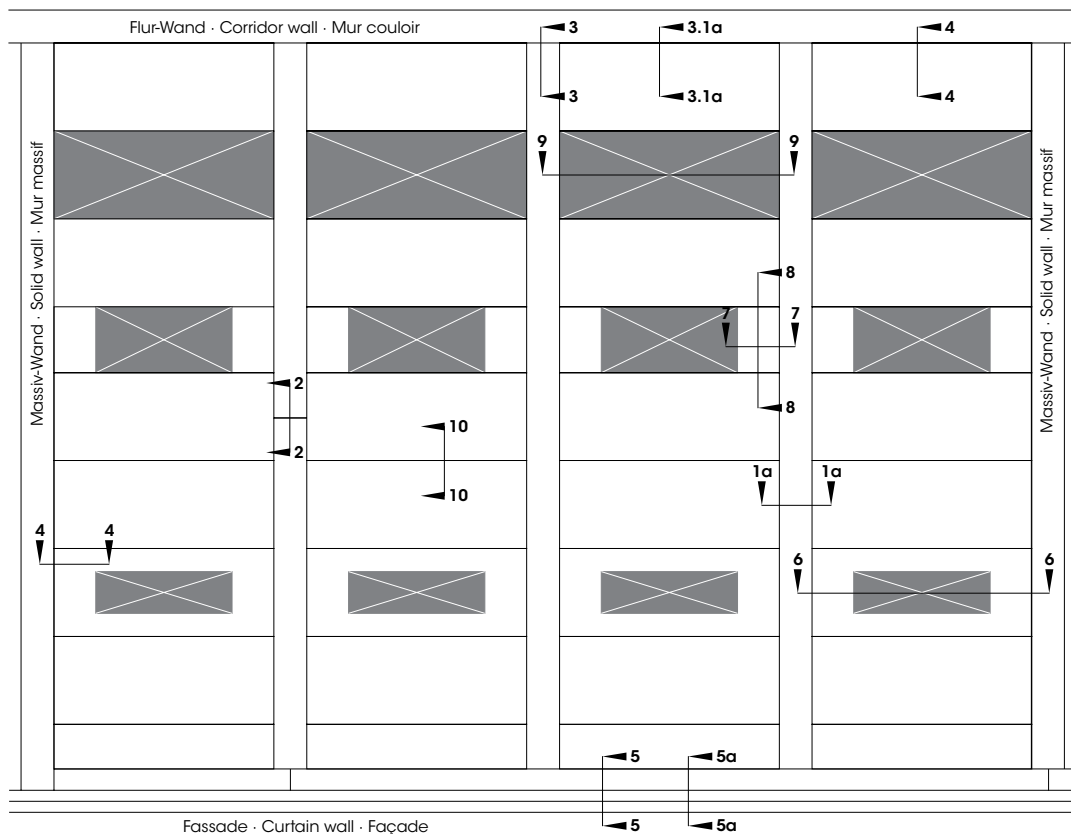 Flur-Wand · Corridor wall · Mur couloir
3
3.1a
4
3
3.1a
4
Massiv-Wand · Solid wall · Mur massif
Massiv-Wand · Solid wall · Mur massif
9
9
8
7
7
2
8
10
2
1a
1a
10
4
4
6
6
5
5a
5
5a
Fassade · Curtain wall · Façade